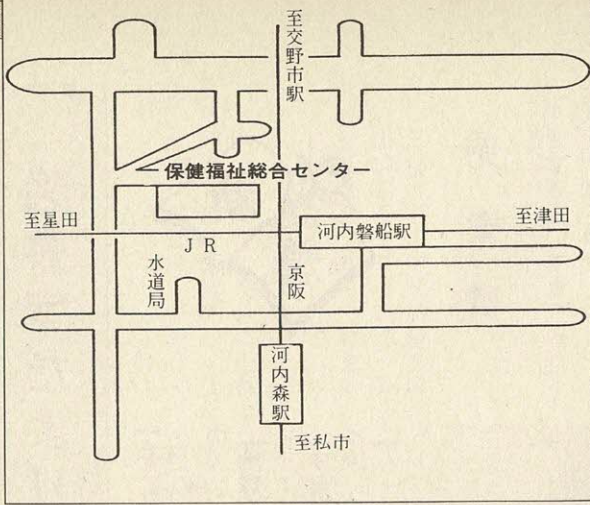 至交野市駅
保健福祉総合センター
至星田
河内磐船駅
至津田
JR
水道局
京阪
河内森駅
至私市